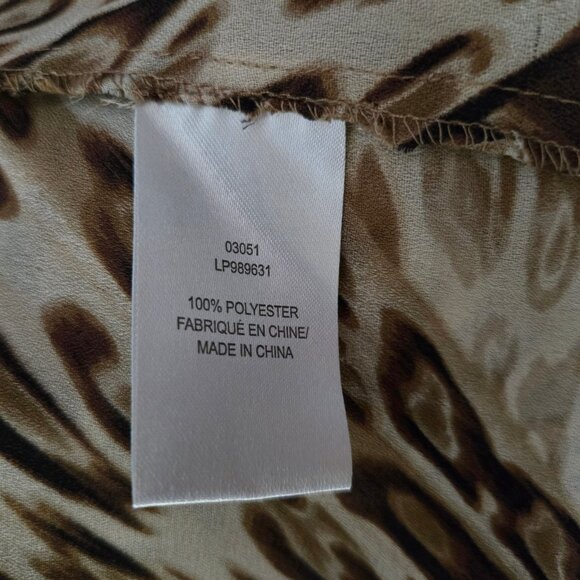 03051
LP989631
100% POLYESTER
FABRIQUÉ EN CHINE/
MADE IN CHINA